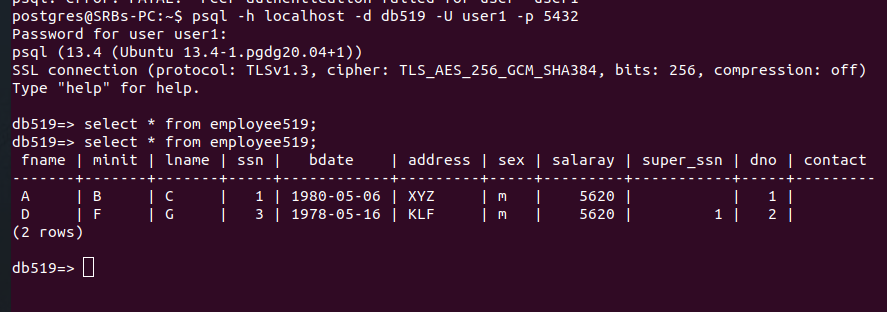 psql: error: FATAL: Peer authentication failed for user "user1"
postgres@SRBs-PC:~$ psql -h localhost -d db519 -U user1 -p 5432
Password for user user1:
psql (13.4 (Ubuntu 13.4-1.pgdg20.04+1))
SSL connection (protocol: TLSv1.3, cipher: TLS_AES_256_GCM_SHA384, bits: 256, compression: off)
Type "help" for help.
db519=> select * from employee519;
db519=> select * from employee519;
 fname | minit | lname | ssn |   bdate    | address | sex | salaray | super_ssn | dno | contact
-------+-------+-------+-----+------------+---------+-----+---------+-----------+-----+---------
 A     | B     | C     |   1 | 1980-05-06 | XYZ     | m   |    5620 |           |   1 |
 D     | F     | G     |   3 | 1978-05-16 | KLF     | m   |    5620 |         1 |   2 |
(2 rows)
db519=>